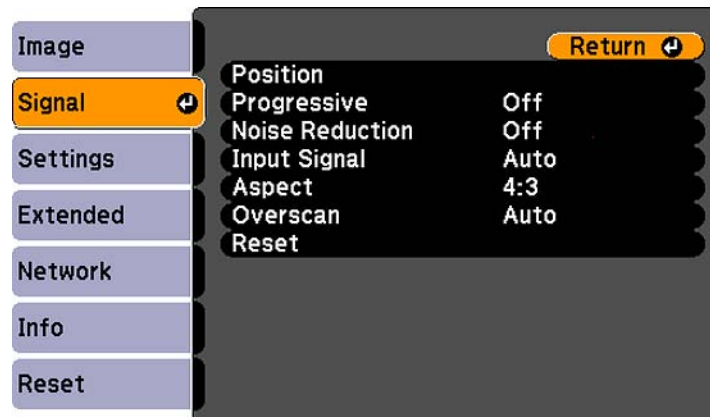 Image
Signal
Settings
Extended
Network
Info
Reset
Return
Position
Progressive Off
Noise Reduction Off
Input Signal Auto
Aspect 4:3
Overscan Auto
Reset